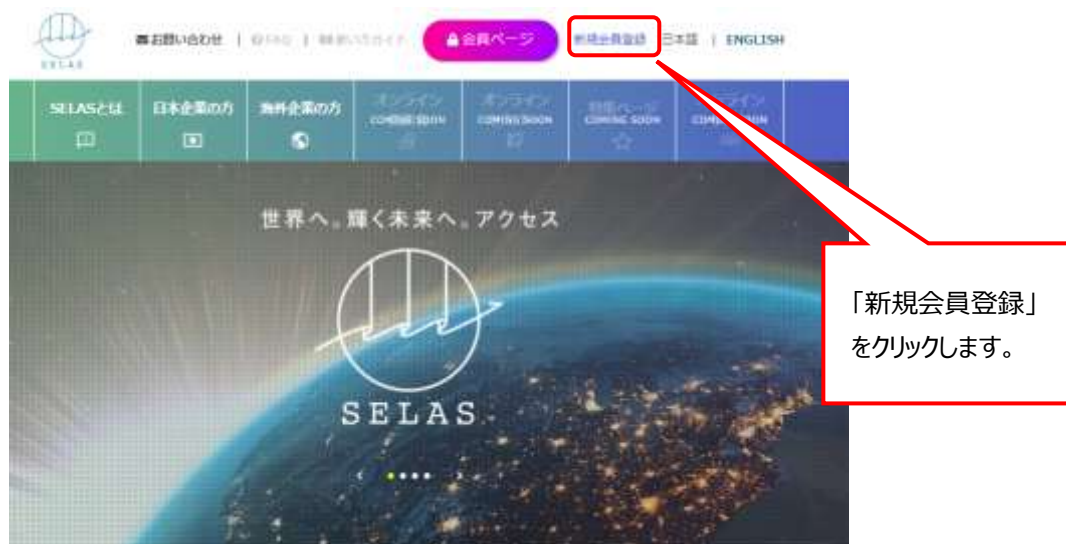 SELAS
お問い合わせ | FAQ |
会員ページ
新規会員登録
日本語 | ENGLISH
SELASとは
日本企業の方
海外企業の方
オンライン
COMING SOON
オンライン
COMING SOON
COMING SOON
COMING SOON
世界へ。輝く未来へ。アクセス
SELAS
「新規会員登録」
をクリックします。